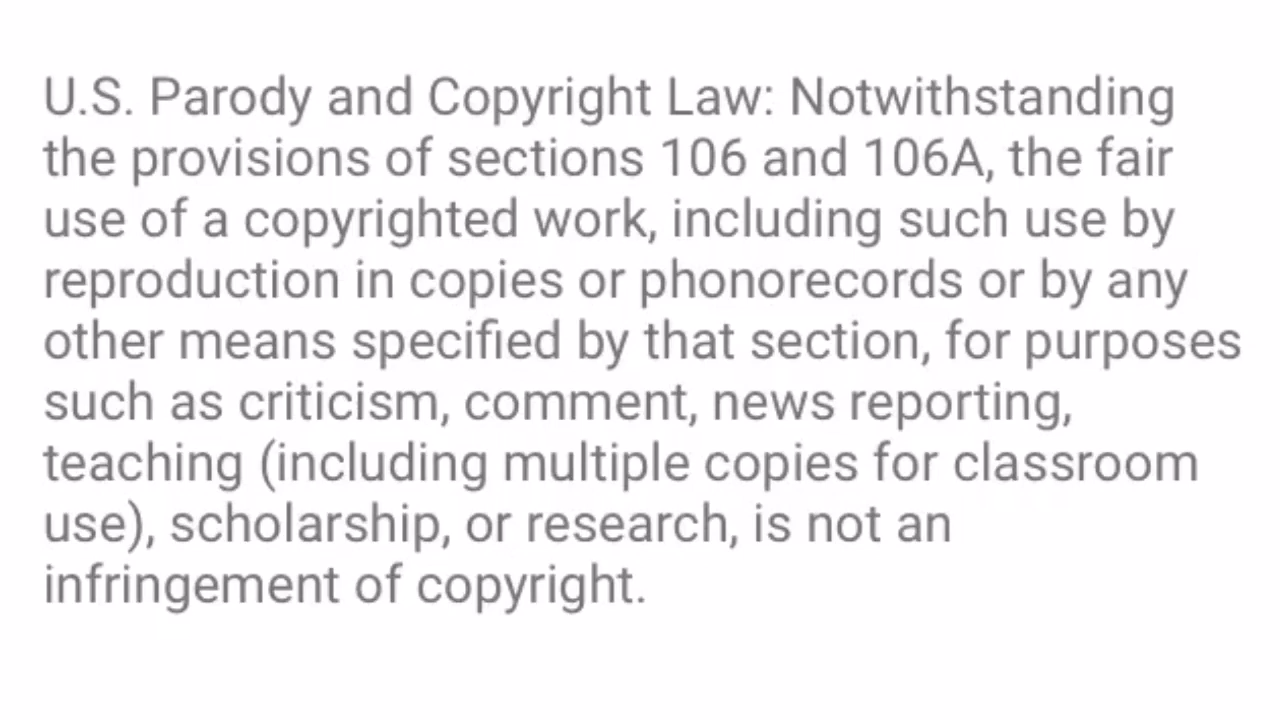 U.S. Parody and Copyright Law: Notwithstanding
the provisions of sections 106 and 106A, the fair
use of a copyrighted work, including such use by
reproduction in copies or phonorecords or by any
other means specified by that section, for purposes
such as criticism, comment, news reporting,
teaching (including multiple copies for classroom
use), scholarship, or research, is not an
infringement of copyright.